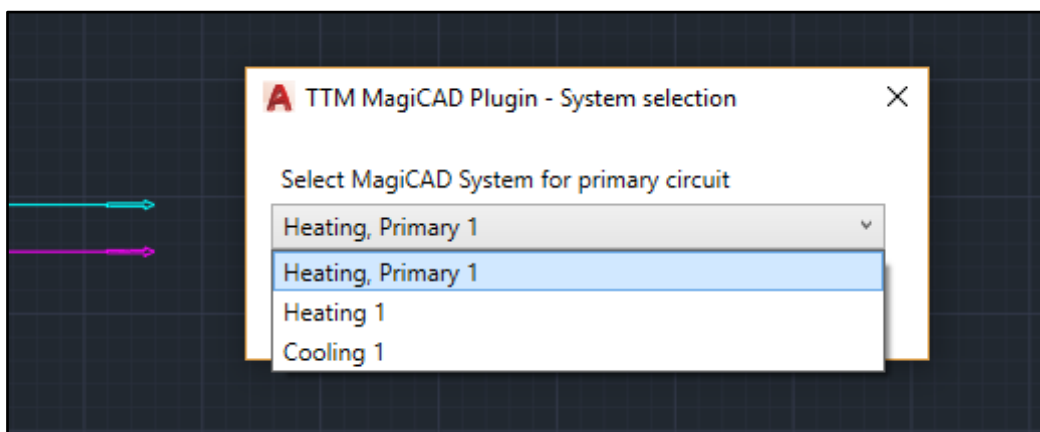 TTM MagiCAD Plugin - System selection
Select MagiCAD System for primary circuit
Heating, Primary 1
Heating, Primary 1
Heating 1
Cooling 1